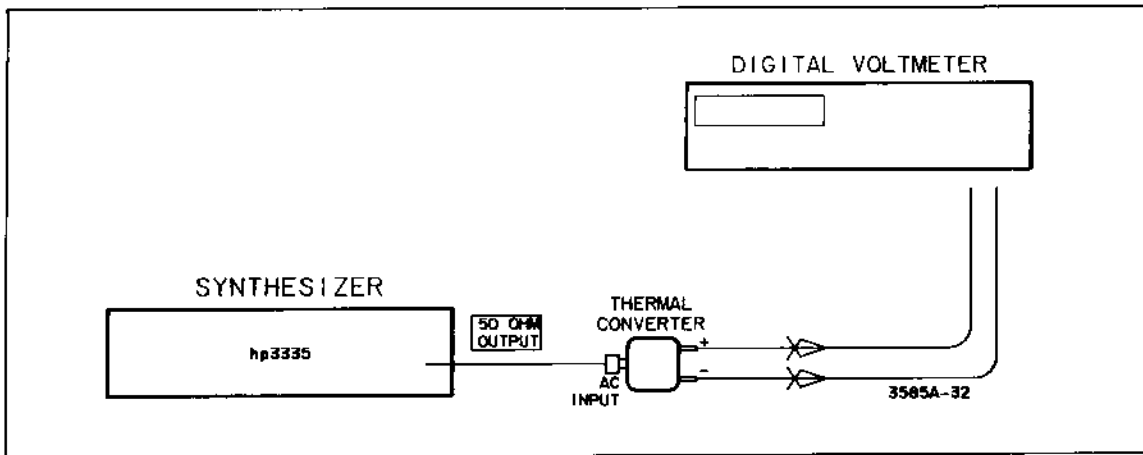 DIGITAL VOLTMETER
SYNTHESIZER
hp3335
50 OHM
OUTPUT
THERMAL
CONVERTER
+
-
AC
INPUT
3585A-32